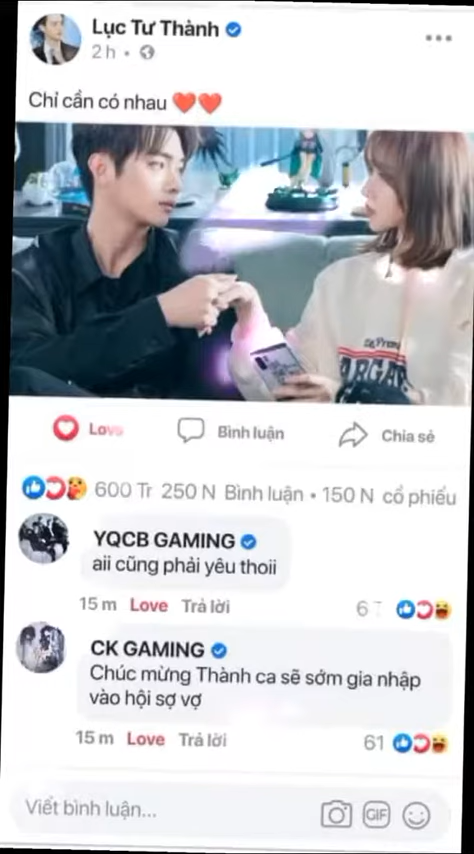 Lục Tư Thành
2 h
Chỉ cần có nhau
Love Bình luận Chia sẻ
600 Tr 250 N Bình luận • 150 N cổ phiếu
YQCB GAMING
aii cũng phải yêu thoii
15 m Love Trả lời 6
CK GAMING
Chúc mừng Thành ca sẽ sớm gia nhập
vào hội sợ vợ
15 m Love Trả lời 61
Viết bình luận...
GIF